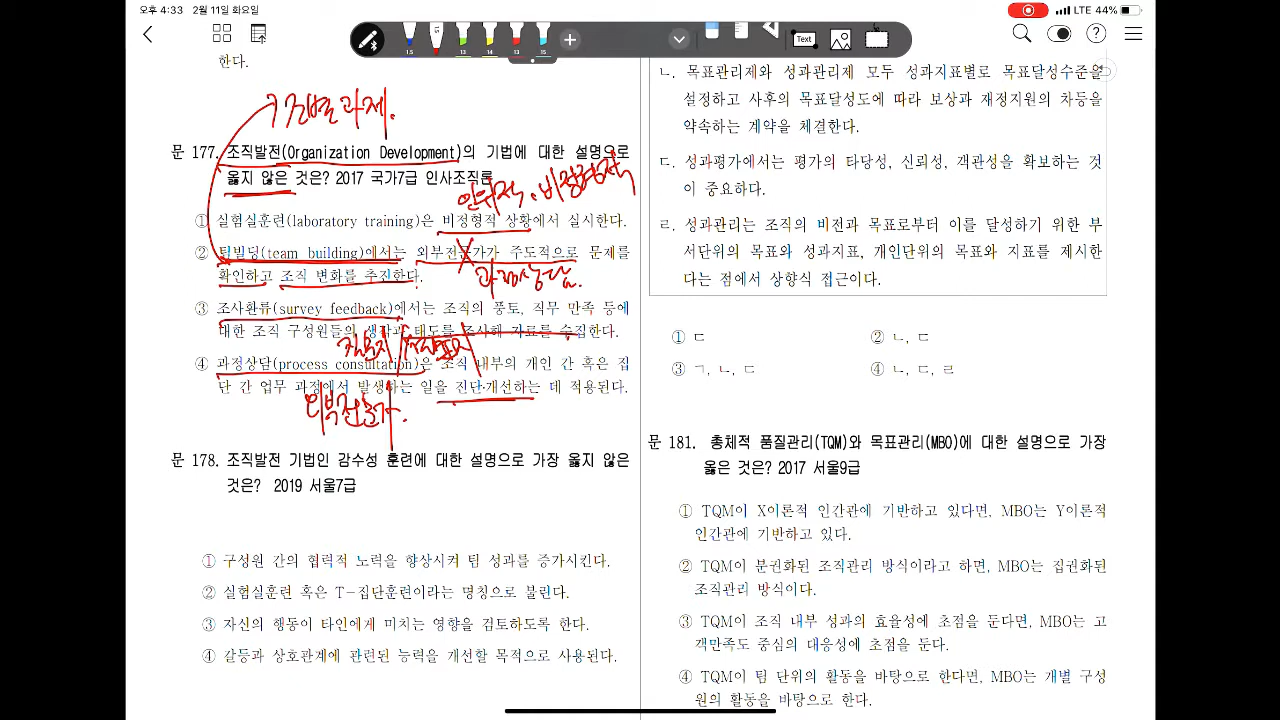 오후 4:33 2월 11일 화요일
LTE 44%
Text
한다.
조별과제.
문 177. 조직발전(Organization Development)의 기법에 대한 설명으로
옳지 않은 것은? 2017 국가7급 인사조직론
인위적·비정형적
① 실험실훈련(laboratory training)은 비정형적 상황에서 실시한다.
② 팀빌딩(team building)에서는 외부전문가가 주도적으로 문제를
확인하고 조직 변화를 추진한다.
과정상담.
③ 조사환류(survey feedback)에서는 조직의 풍토, 직무 만족 등에
대한 조직 구성원들의 생각과 태도를 조사해 자료를 수집한다.
④ 과정상담(process consultation)은 조직 내부의 개인 간 혹은 집
단 간 업무 과정에서 발생하는 일을 진단·개선하는 데 적용된다.
외부전문가.
문 178. 조직발전 기법인 감수성 훈련에 대한 설명으로 가장 옳지 않은
것은? 2019 서울7급
① 구성원 간의 협력적 노력을 향상시켜 팀 성과를 증가시킨다.
② 실험실훈련 혹은 T-집단훈련이라는 명칭으로 불린다.
③ 자신의 행동이 타인에게 미치는 영향을 검토하도록 한다.
④ 갈등과 상호관계에 관련된 능력을 개선할 목적으로 사용된다.
ㄴ. 목표관리제와 성과관리제 모두 성과지표별로 목표달성수준을
설정하고 사후의 목표달성도에 따라 보상과 재정지원의 차등을
약속하는 계약을 체결한다.
ㄷ. 성과평가에서는 평가의 타당성, 신뢰성, 객관성을 확보하는 것
이 중요하다.
ㄹ. 성과관리는 조직의 비전과 목표로부터 이를 달성하기 위한 부
서단위의 목표와 성과지표, 개인단위의 목표와 지표를 제시한
다는 점에서 상향식 접근이다.
① ㄷ ② ㄴ, ㄷ
③ ㄱ, ㄴ, ㄷ ④ ㄴ, ㄷ, ㄹ
문 181. 총체적 품질관리(TQM)와 목표관리(MBO)에 대한 설명으로 가장
옳은 것은? 2017 서울9급
① TQM이 X이론적 인간관에 기반하고 있다면, MBO는 Y이론적
인간관에 기반하고 있다.
② TQM이 분권화된 조직관리 방식이라고 하면, MBO는 집권화된
조직관리 방식이다.
③ TQM이 조직 내부 성과의 효율성에 초점을 둔다면, MBO는 고
객만족도 중심의 대응성에 초점을 둔다.
④ TQM이 팀 단위의 활동을 바탕으로 한다면, MBO는 개별 구성
원의 활동을 바탕으로 한다.